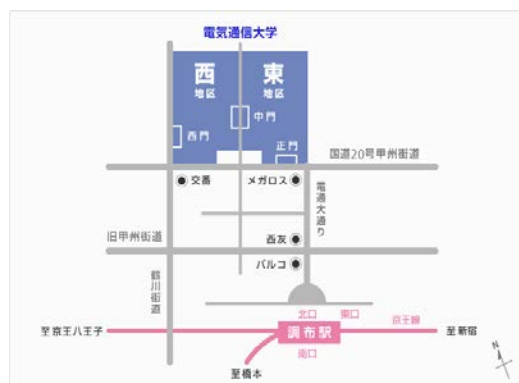 電気通信大学
西
地区
東
地区
中門
西門
正門
国道20号甲州街道
交番
メガロス
電通大通り
旧甲州街道
西友
パルコ
鶴川街道
北口
東口
京王線
至京王八王子
調布駅
至新宿
南口
至橋本
N